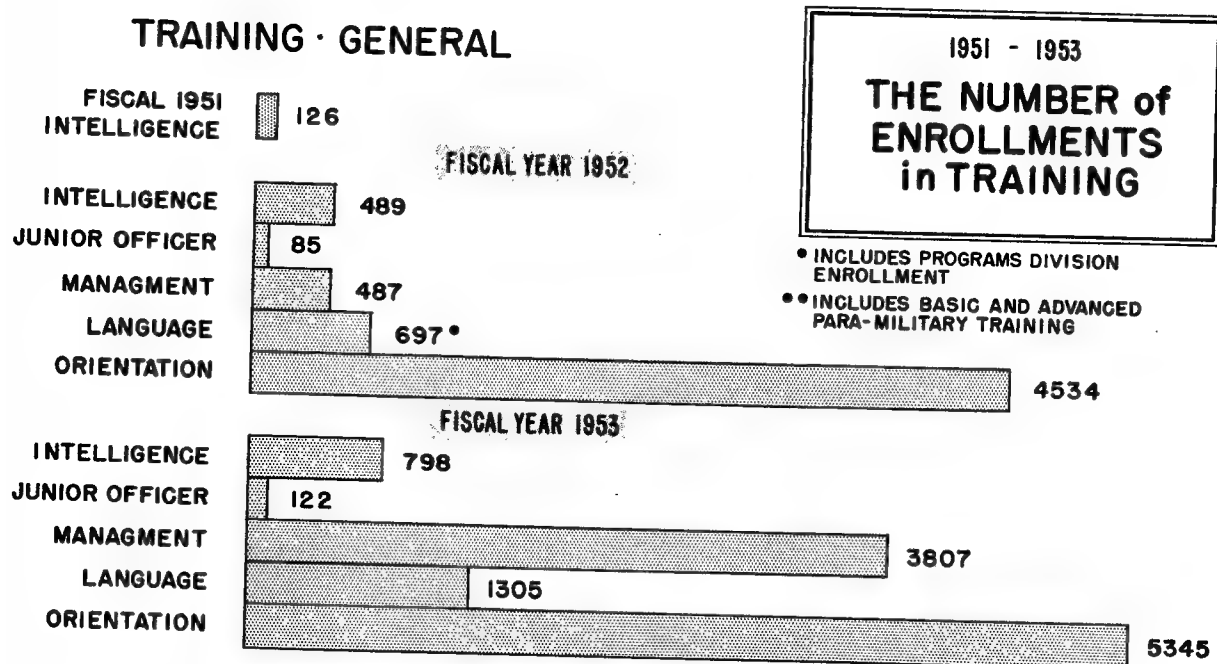 TRAINING · GENERAL
1951 - 1953
THE NUMBER of
ENROLLMENTS
in TRAINING
• INCLUDES PROGRAMS DIVISION
ENROLLMENT
•• INCLUDES BASIC AND ADVANCED
PARA-MILITARY TRAINING
FISCAL 1951
INTELLIGENCE 126
FISCAL YEAR 1952
INTELLIGENCE 489
JUNIOR OFFICER 85
MANAGMENT 487
LANGUAGE 697•
ORIENTATION 4534
FISCAL YEAR 1953
INTELLIGENCE 798
JUNIOR OFFICER 122
MANAGMENT 3807
LANGUAGE 1305
ORIENTATION 5345